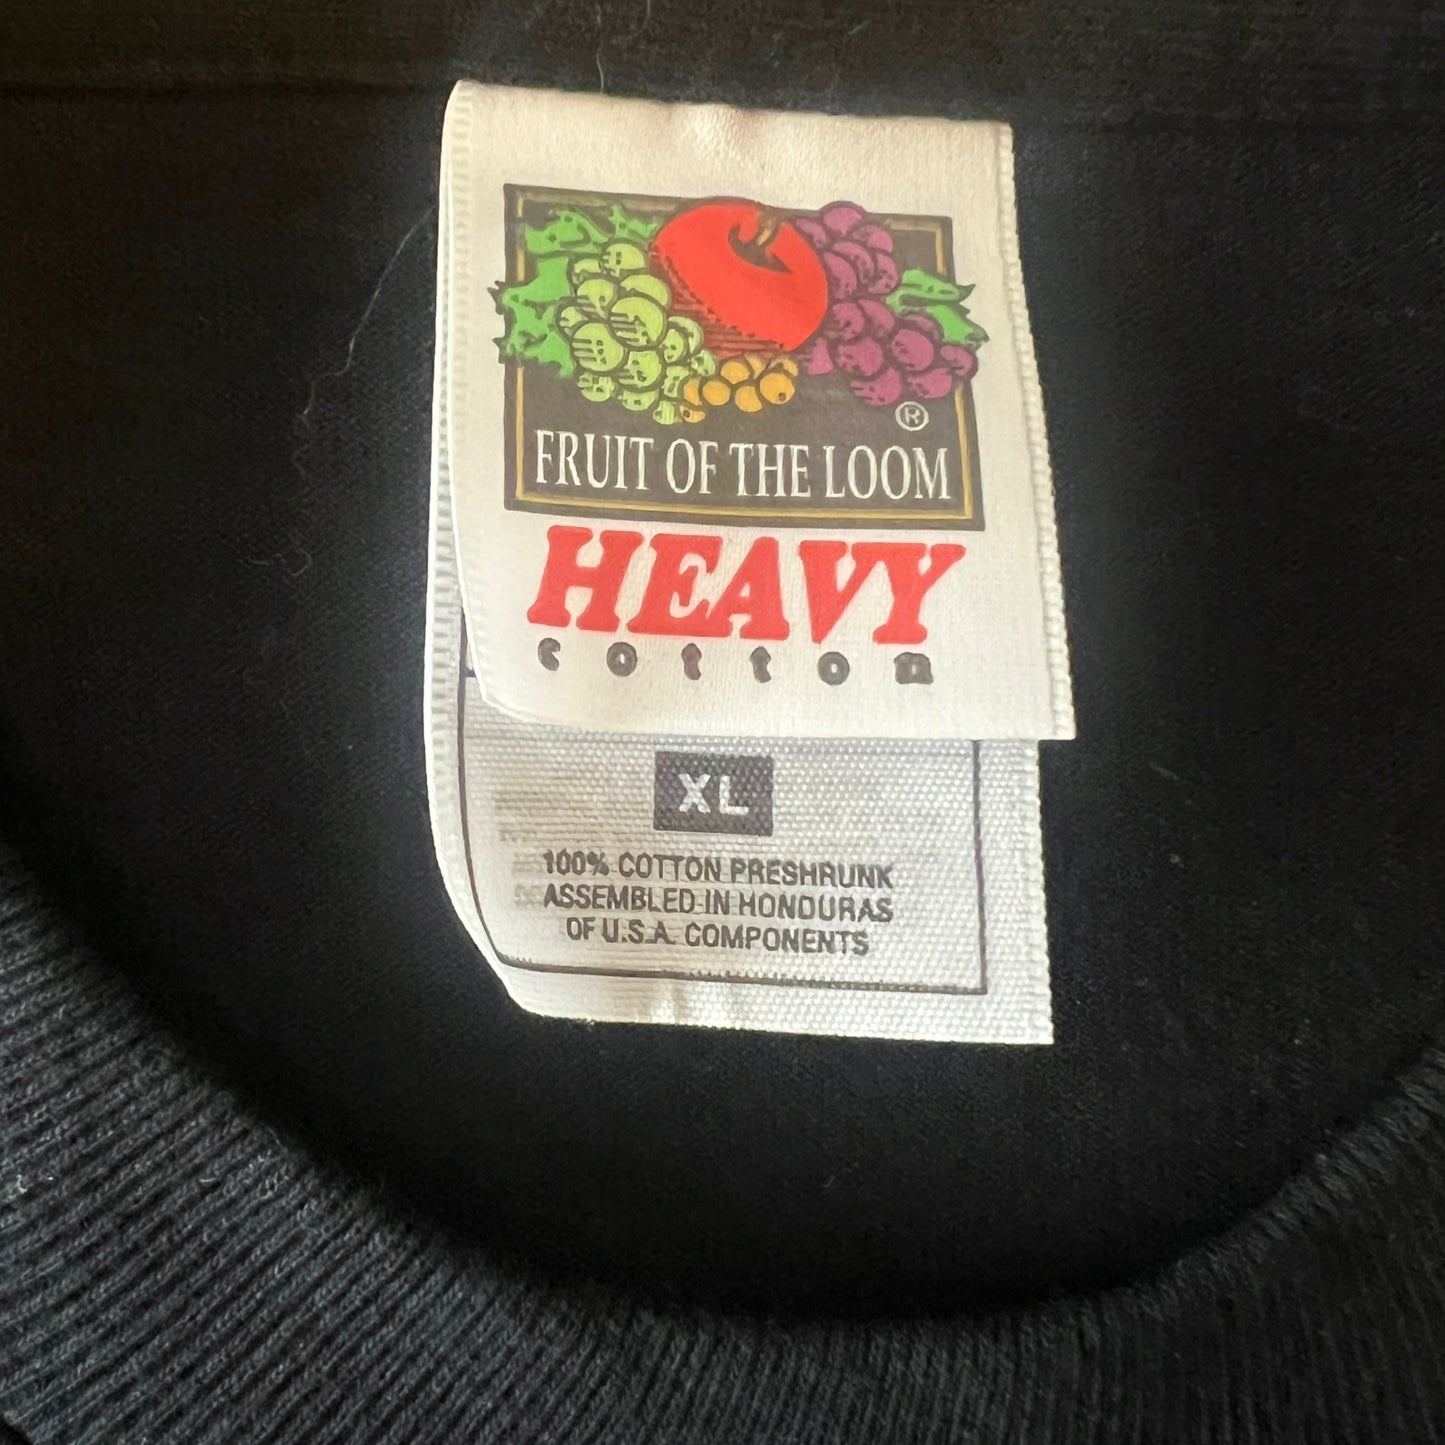 ®
FRUIT OF THE LOOM
HEAVY
cotton
XL
100% COTTON PRESHRUNK
ASSEMBLED IN HONDURAS
OF U.S.A. COMPONENTS